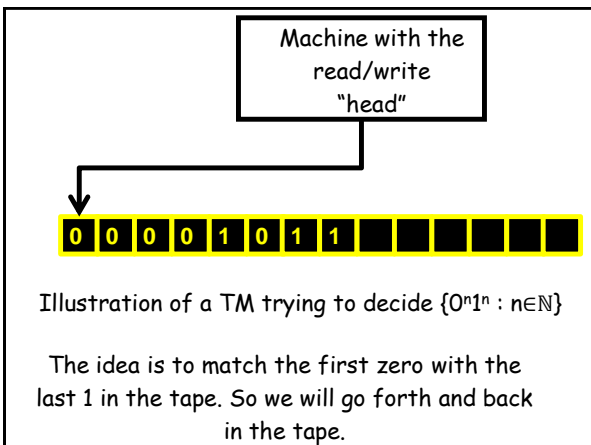 Machine with the
read/write
“head”
0 0 0 0 1 0 1 1
Illustration of a TM trying to decide {0ⁿ1ⁿ : n∈ℕ}
The idea is to match the first zero with the
last 1 in the tape. So we will go forth and back
in the tape.